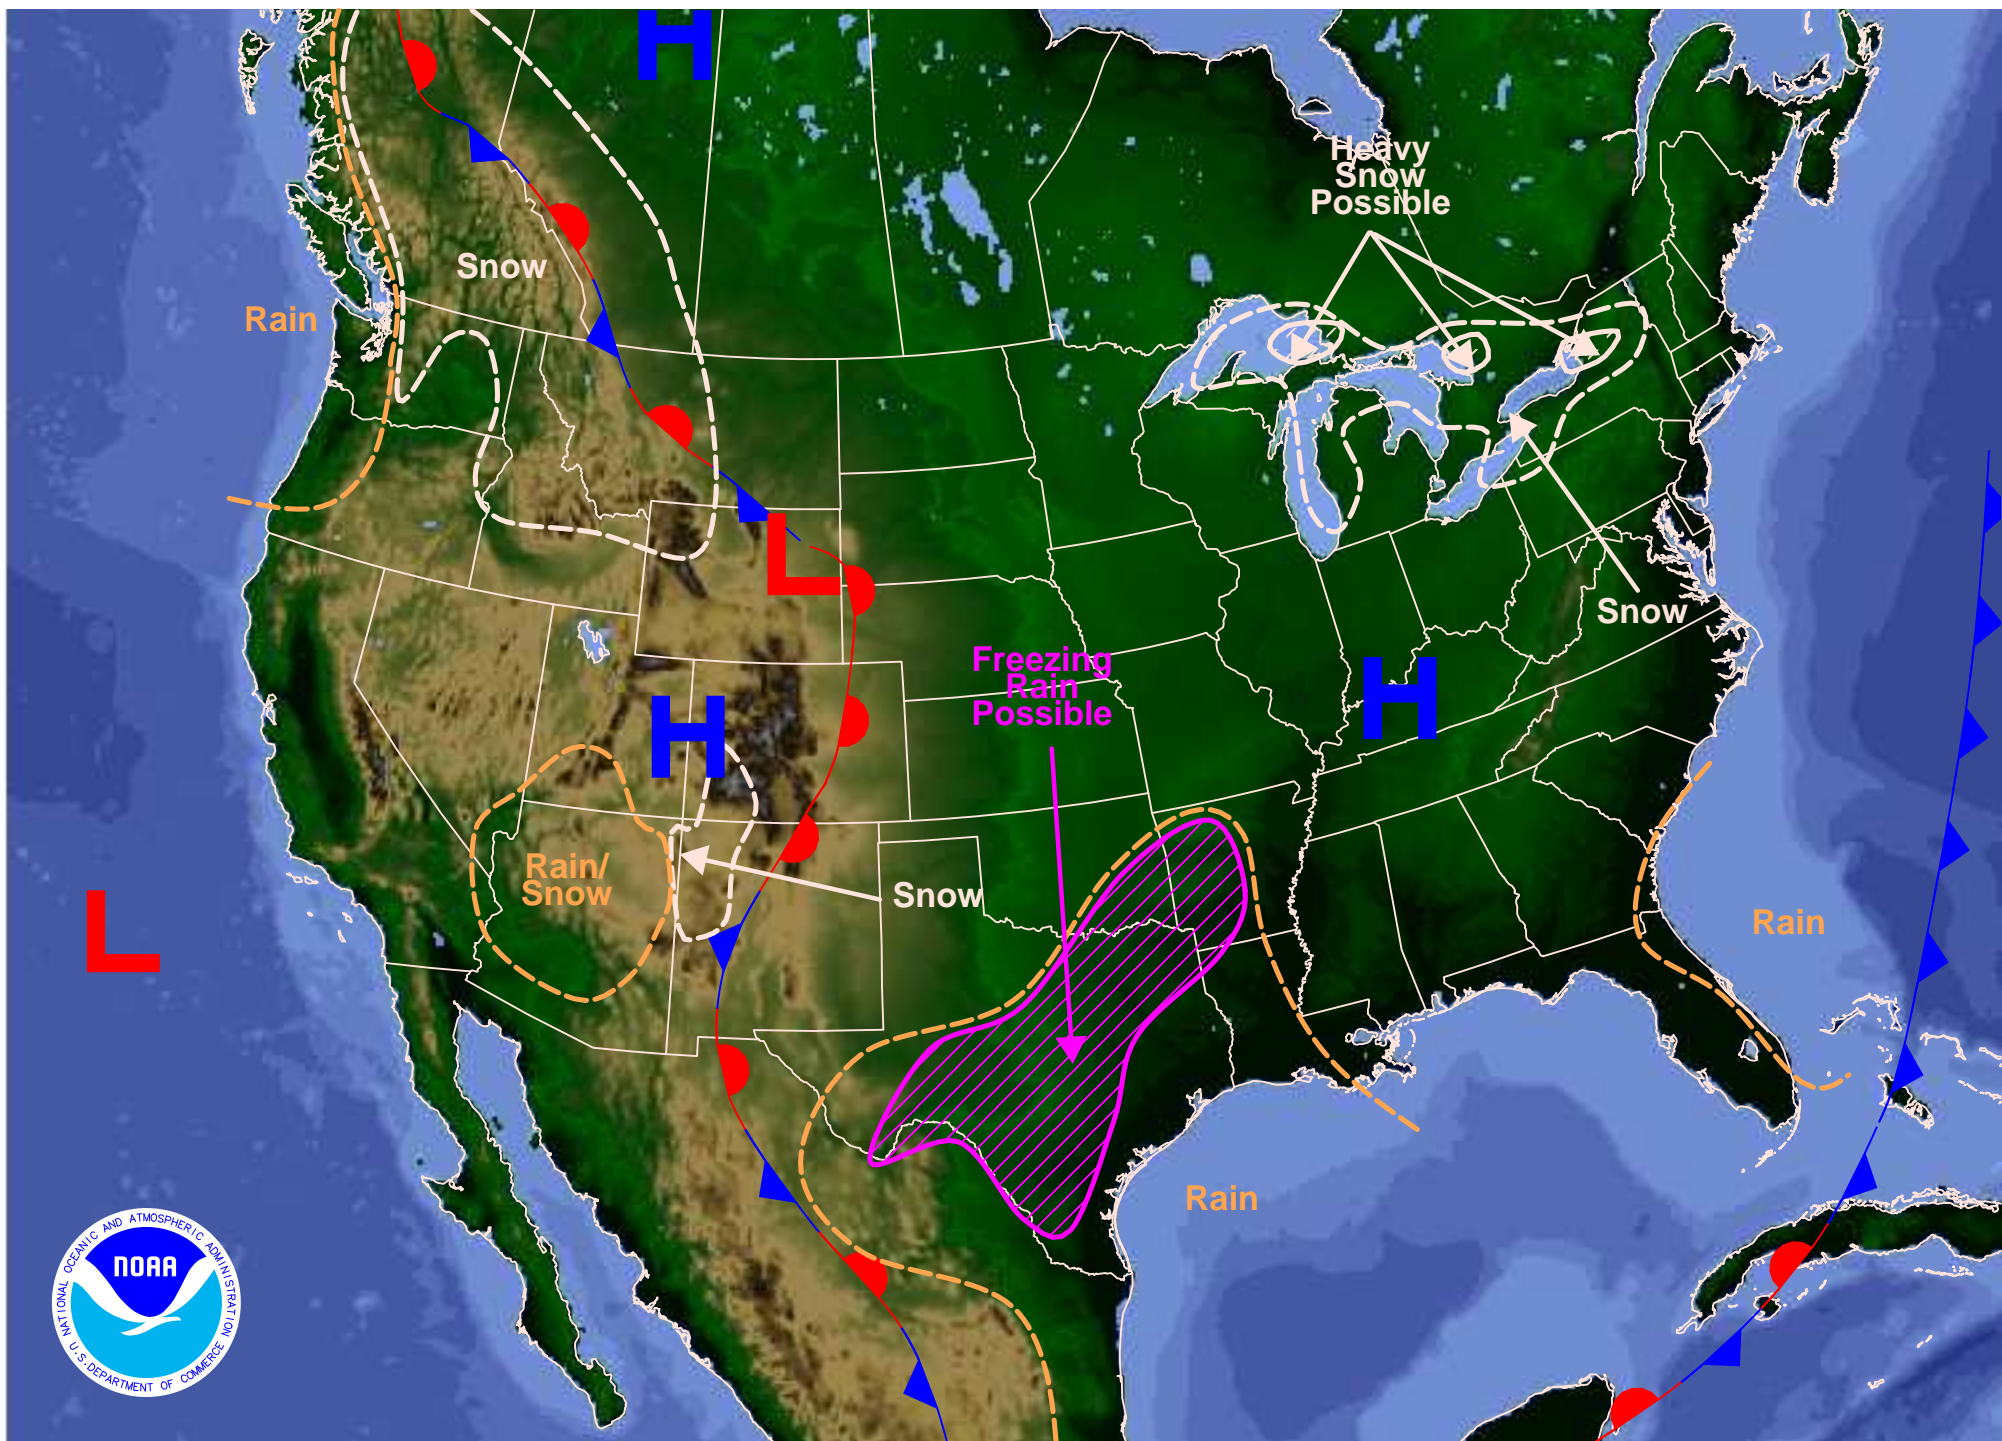 H
Heavy
Snow
Possible
Snow
Rain
L
Snow
Freezing
Rain
Possible
H
H
Rain/
Snow
Snow
Rain
L
Rain
NATIONAL OCEANIC AND ATMOSPHERIC ADMINISTRATION
NOAA
U.S. DEPARTMENT OF COMMERCE